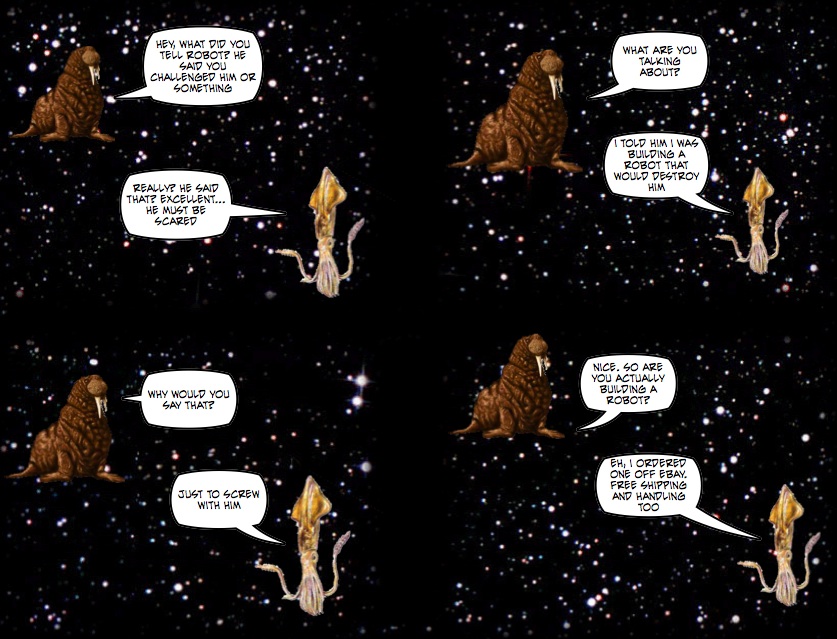 HEY, WHAT DID YOU
TELL ROBOT? HE
SAID YOU
CHALLENGED HIM OR
SOMETHING
REALLY? HE SAID
THAT? EXCELLENT...
HE MUST BE
SCARED
WHAT ARE YOU
TALKING
ABOUT?
I TOLD HIM I WAS
BUILDING A
ROBOT THAT
WOULD DESTROY
HIM
WHY WOULD YOU
SAY THAT?
JUST TO SCREW
WITH HIM
NICE. SO ARE
YOU ACTUALLY
BUILDING A
ROBOT?
EH, I ORDERED
ONE OFF EBAY.
FREE SHIPPING
AND HANDLING
TOO